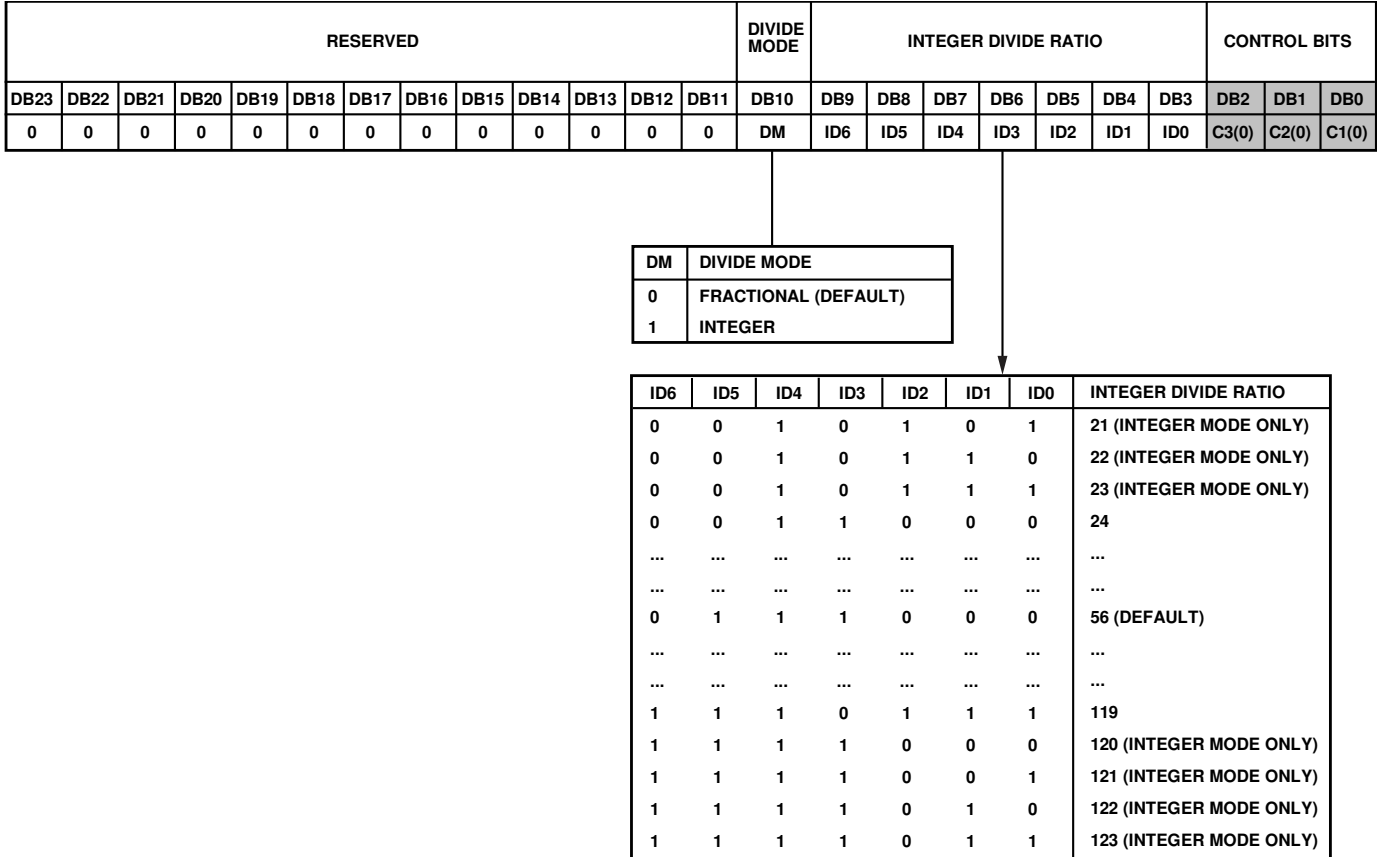 RESERVED DIVIDE MODE INTEGER DIVIDE RATIO CONTROL BITS
DB23 DB22 DB21 DB20 DB19 DB18 DB17 DB16 DB15 DB14 DB13 DB12 DB11 DB10 DB9 DB8 DB7 DB6 DB5 DB4 DB3 DB2 DB1 DB0
0 0 0 0 0 0 0 0 0 0 0 0 0 DM ID6 ID5 ID4 ID3 ID2 ID1 ID0 C3(0) C2(0) C1(0)
DM DIVIDE MODE
0 FRACTIONAL (DEFAULT)
1 INTEGER
ID6 ID5 ID4 ID3 ID2 ID1 ID0 INTEGER DIVIDE RATIO
0 0 1 0 1 0 1 21 (INTEGER MODE ONLY)
0 0 1 0 1 1 0 22 (INTEGER MODE ONLY)
0 0 1 0 1 1 1 23 (INTEGER MODE ONLY)
0 0 1 1 0 0 0 24
... ... ... ... ... ... ... ...
... ... ... ... ... ... ... ...
0 1 1 1 0 0 0 56 (DEFAULT)
... ... ... ... ... ... ... ...
... ... ... ... ... ... ... ...
1 1 1 0 1 1 1 119
1 1 1 1 0 0 0 120 (INTEGER MODE ONLY)
1 1 1 1 0 0 1 121 (INTEGER MODE ONLY)
1 1 1 1 0 1 0 122 (INTEGER MODE ONLY)
1 1 1 1 0 1 1 123 (INTEGER MODE ONLY)